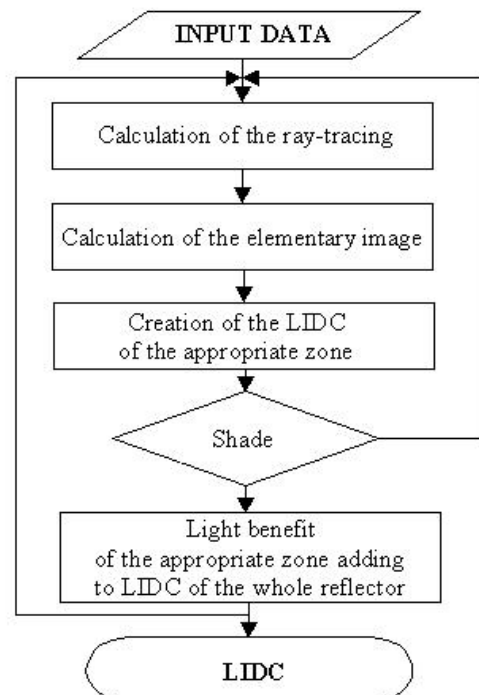 INPUT DATA
Calculation of the ray-tracing
Calculation of the elementary image
Creation of the LIDC
of the appropriate zone
Shade
Light benefit
of the appropriate zone adding
to LIDC of the whole reflector
LIDC